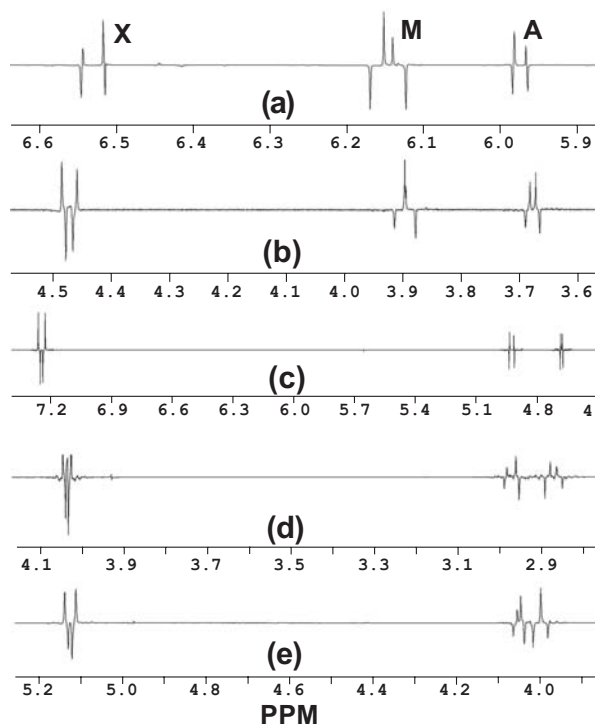 X M A
(a)
6.6 6.5 6.4 6.3 6.2 6.1 6.0 5.9
(b)
4.5 4.4 4.3 4.2 4.1 4.0 3.9 3.8 3.7 3.6
(c)
7.2 6.9 6.6 6.3 6.0 5.7 5.4 5.1 4.8 4
(d)
4.1 3.9 3.7 3.5 3.3 3.1 2.9
(e)
5.2 5.0 4.8 4.6 4.4 4.2 4.0
PPM